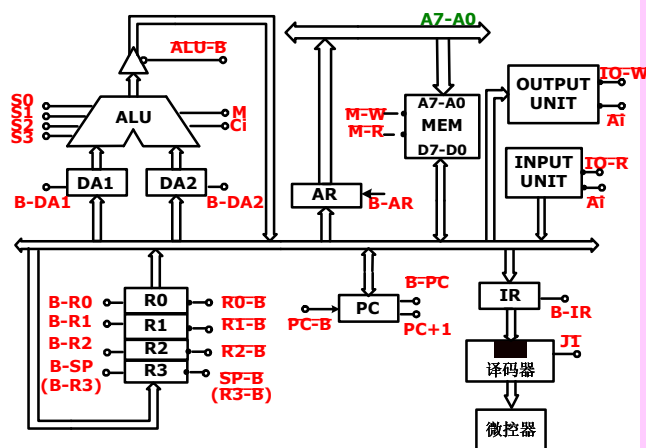 A7-A0
ALU-B
S0
S1
S2
S3
ALU
M
Ci
M-W
M-R
A7-A0
MEM
D7-D0
OUTPUT
UNIT
IO-W
Ai
INPUT
UNIT
IO-R
Ai
DA1
DA2
B-DA1
B-DA2
AR
B-AR
B-R0
B-R1
B-R2
B-SP
(B-R3)
R0
R1
R2
R3
R0-B
R1-B
R2-B
SP-B
(R3-B)
B-PC
PC-B
PC
PC+1
IR
B-IR
J1
译码器
微控器